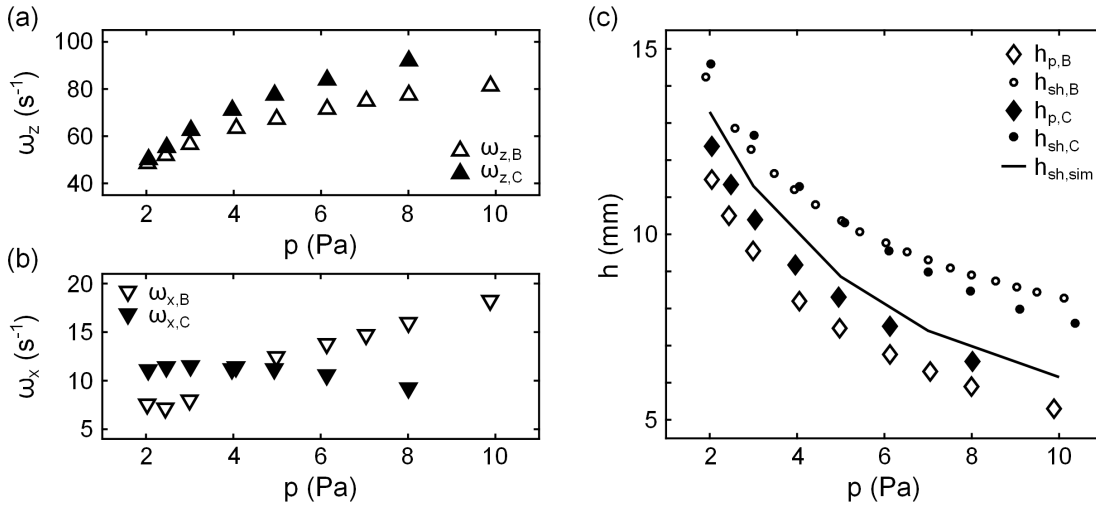 (a)
100
80
60
40
ω_z (s⁻¹)
ω_z,B
ω_z,C
2 4 6 8 10
p (Pa)
(b)
20
15
10
5
ω_x (s⁻¹)
ω_x,B
ω_x,C
2 4 6 8 10
p (Pa)
(c)
15
10
5
h (mm)
h_p,B
h_sh,B
h_p,C
h_sh,C
h_sh,sim
2 4 6 8 10
p (Pa)